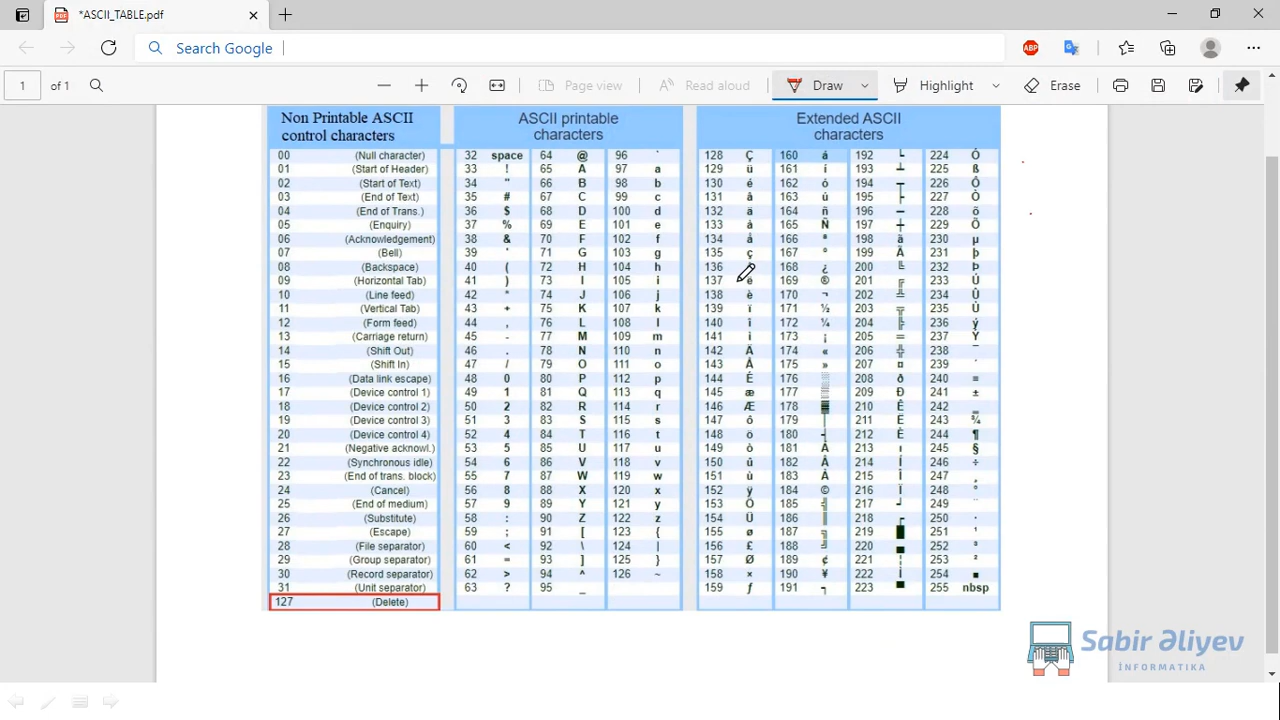 *ASCII_TABLE.pdf
Search Google
ABP
1 of 1
Page view
Read aloud
Draw
Highlight
Erase
Non Printable ASCII
control characters
ASCII printable
characters
Extended ASCII
characters
00 (Null character) 32 space 64 @ 96 ` 128 Ç 160 á 192 └ 224 Ó
01 (Start of Header) 33 ! 65 A 97 a 129 ü 161 í 193 ┴ 225 ß
02 (Start of Text) 34 " 66 B 98 b 130 é 162 ó 194 ┬ 226 Ô
03 (End of Text) 35 # 67 C 99 c 131 â 163 ú 195 ├ 227 Ò
04 (End of Trans.) 36 $ 68 D 100 d 132 ä 164 ñ 196 ─ 228 õ
05 (Enquiry) 37 % 69 E 101 e 133 à 165 Ñ 197 ┼ 229 Õ
06 (Acknowledgement) 38 & 70 F 102 f 134 å 166 ª 198 ã 230 µ
07 (Bell) 39 ' 71 G 103 g 135 ç 167 º 199 Ã 231 þ
08 (Backspace) 40 ( 72 H 104 h 136 168 ¿ 200 ╚ 232 Þ
09 (Horizontal Tab) 41 ) 73 I 105 i 137 ë 169 ® 201 ╔ 233 Ú
10 (Line feed) 42 * 74 J 106 j 138 è 170 ¬ 202 ╩ 234 Û
11 (Vertical Tab) 43 + 75 K 107 k 139 ï 171 ½ 203 ╦ 235 Ù
12 (Form feed) 44 , 76 L 108 l 140 î 172 ¼ 204 ╠ 236 ý
13 (Carriage return) 45 - 77 M 109 m 141 ì 173 ¡ 205 ═ 237 Ý
14 (Shift Out) 46 . 78 N 110 n 142 Ä 174 « 206 ╬ 238 ¯
15 (Shift In) 47 / 79 O 111 o 143 Å 175 » 207 ¤ 239 ´
16 (Data link escape) 48 0 80 P 112 p 144 É 176 ░ 208 ð 240 ≡
17 (Device control 1) 49 1 81 Q 113 q 145 æ 177 ▒ 209 Ð 241 ±
18 (Device control 2) 50 2 82 R 114 r 146 Æ 178 ▓ 210 Ê 242 ‗
19 (Device control 3) 51 3 83 S 115 s 147 ô 179 │ 211 Ë 243 ¾
20 (Device control 4) 52 4 84 T 116 t 148 ö 180 ┤ 212 È 244 ¶
21 (Negative acknowl.) 53 5 85 U 117 u 149 ò 181 Á 213 ı 245 §
22 (Synchronous idle) 54 6 86 V 118 v 150 û 182 Â 214 Í 246 ÷
23 (End of trans. block) 55 7 87 W 119 w 151 ù 183 À 215 Î 247 ¸
24 (Cancel) 56 8 88 X 120 x 152 ÿ 184 © 216 Ï 248 °
25 (End of medium) 57 9 89 Y 121 y 153 Ö 185 ╣ 217 ┘ 249 ¨
26 (Substitute) 58 : 90 Z 122 z 154 Ü 186 ║ 218 ┌ 250 ·
27 (Escape) 59 ; 91 [ 123 { 155 ø 187 ╗ 219 █ 251 ¹
28 (File separator) 60 < 92 \ 124 | 156 £ 188 ╝ 220 ▄ 252 ³
29 (Group separator) 61 = 93 ] 125 } 157 Ø 189 ¢ 221 ¦ 253 ²
30 (Record separator) 62 > 94 ^ 126 ~ 158 × 190 ¥ 222 Ì 254 ■
31 (Unit separator) 63 ? 95 _ 159 ƒ 191 ┐ 223 ▀ 255 nbsp
127 (Delete)
Sabir Əliyev
İNFORMATIKA